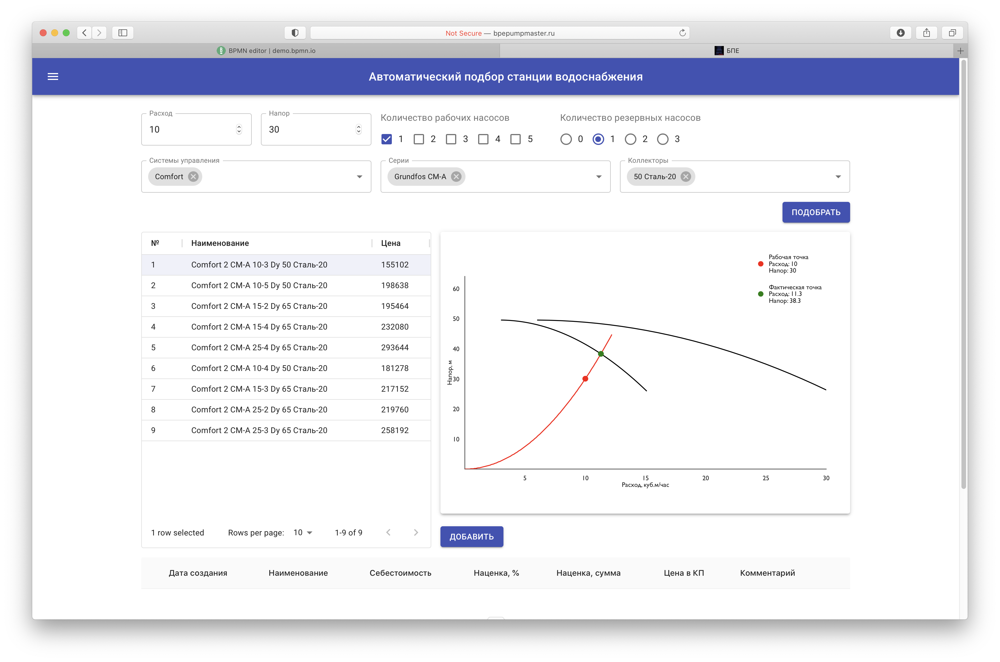 Not Secure — bpepumpmaster.ru
BPMN editor | demo.bpmn.io
БПЕ
Автоматический подбор станции водоснабжения
Расход
10
Напор
30
Количество рабочих насосов
1 2 3 4 5
Количество резервных насосов
0 1 2 3
Системы управления
Comfort
Серии
Grundfos CM-A
Коллекторы
50 Сталь-20
ПОДОБРАТЬ
№ Наименование Цена
1 Comfort 2 CM-A 10-3 Dy 50 Сталь-20 155102
2 Comfort 2 CM-A 10-5 Dy 50 Сталь-20 198638
3 Comfort 2 CM-A 15-2 Dy 65 Сталь-20 195464
4 Comfort 2 CM-A 15-4 Dy 65 Сталь-20 232080
5 Comfort 2 CM-A 25-4 Dy 65 Сталь-20 293644
6 Comfort 2 CM-A 10-4 Dy 50 Сталь-20 181278
7 Comfort 2 CM-A 15-3 Dy 65 Сталь-20 217152
8 Comfort 2 CM-A 25-2 Dy 65 Сталь-20 219760
9 Comfort 2 CM-A 25-3 Dy 65 Сталь-20 258192
1 row selected Rows per page: 10 1-9 of 9
Рабочая точка
Расход: 10
Напор: 30
Фактическая точка
Расход: 11.3
Напор: 38.3
60
50
40
30
20
10
Напор, м
5 10 15 20 25 30
Расход, куб.м/час
ДОБАВИТЬ
Дата создания Наименование Себестоимость Наценка, % Наценка, сумма Цена в КП Комментарий